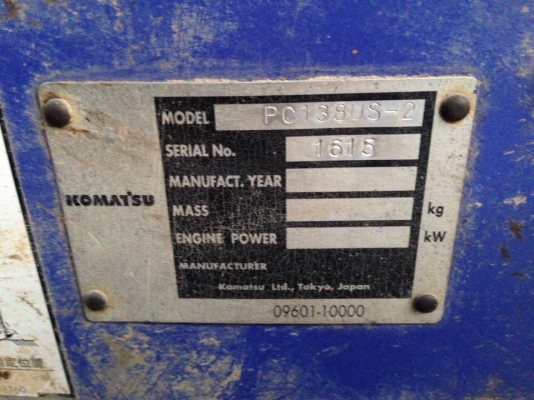 MODEL PC138US-2
SERIAL No. 1615
MANUFACT. YEAR
KOMATSU
MASS kg
ENGINE POWER kW
MANUFACTURER
Komatsu Ltd., Tokyo, Japan
09601-10000